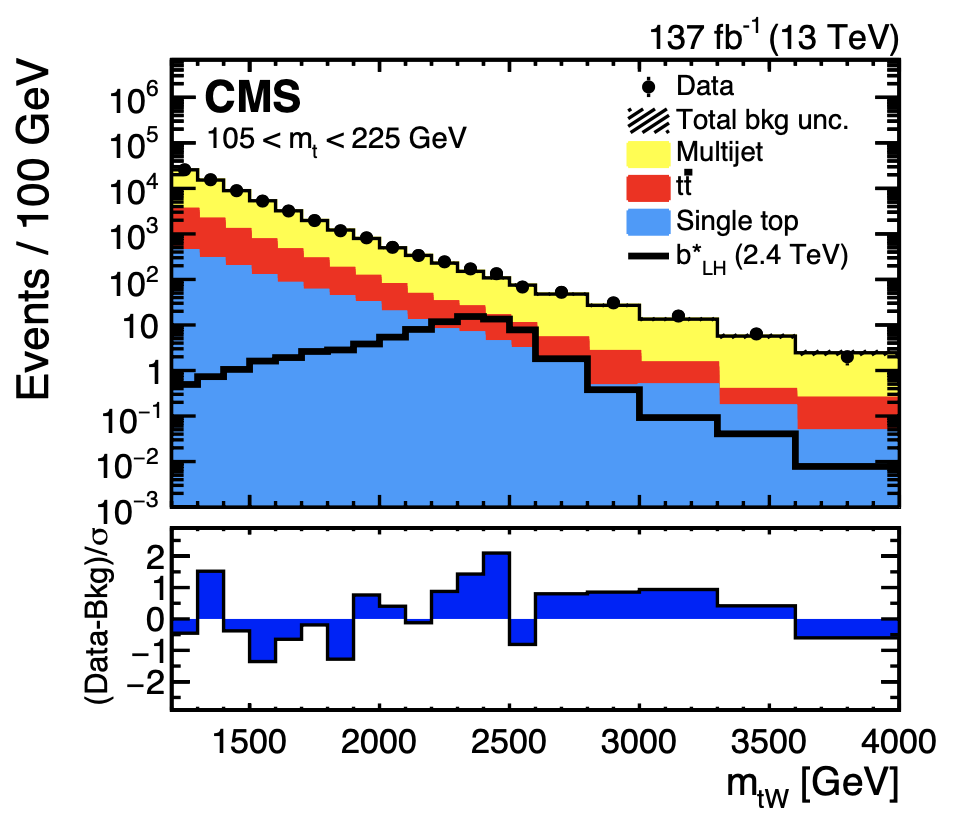 137 fb⁻¹ (13 TeV)
CMS
105 < mₜ < 225 GeV
Data
Total bkg unc.
Multijet
tt̄
Single top
b*LH (2.4 TeV)
Events / 100 GeV
10⁶
10⁵
10⁴
10³
10²
10
1
10⁻¹
10⁻²
10⁻³
(Data-Bkg)/σ
2
1
0
−1
−2
1500 2000 2500 3000 3500 4000
mtW [GeV]